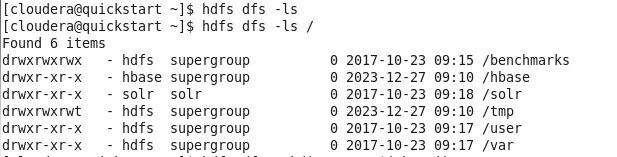 [cloudera@quickstart ~]$ hdfs dfs -ls
[cloudera@quickstart ~]$ hdfs dfs -ls /
Found 6 items
drwxrwxrwx   - hdfs  supergroup          0 2017-10-23 09:15 /benchmarks
drwxr-xr-x   - hbase supergroup          0 2023-12-27 09:10 /hbase
drwxr-xr-x   - solr  solr                0 2017-10-23 09:18 /solr
drwxrwxrwt   - hdfs  supergroup          0 2023-12-27 09:10 /tmp
drwxr-xr-x   - hdfs  supergroup          0 2017-10-23 09:17 /user
drwxr-xr-x   - hdfs  supergroup          0 2017-10-23 09:17 /var